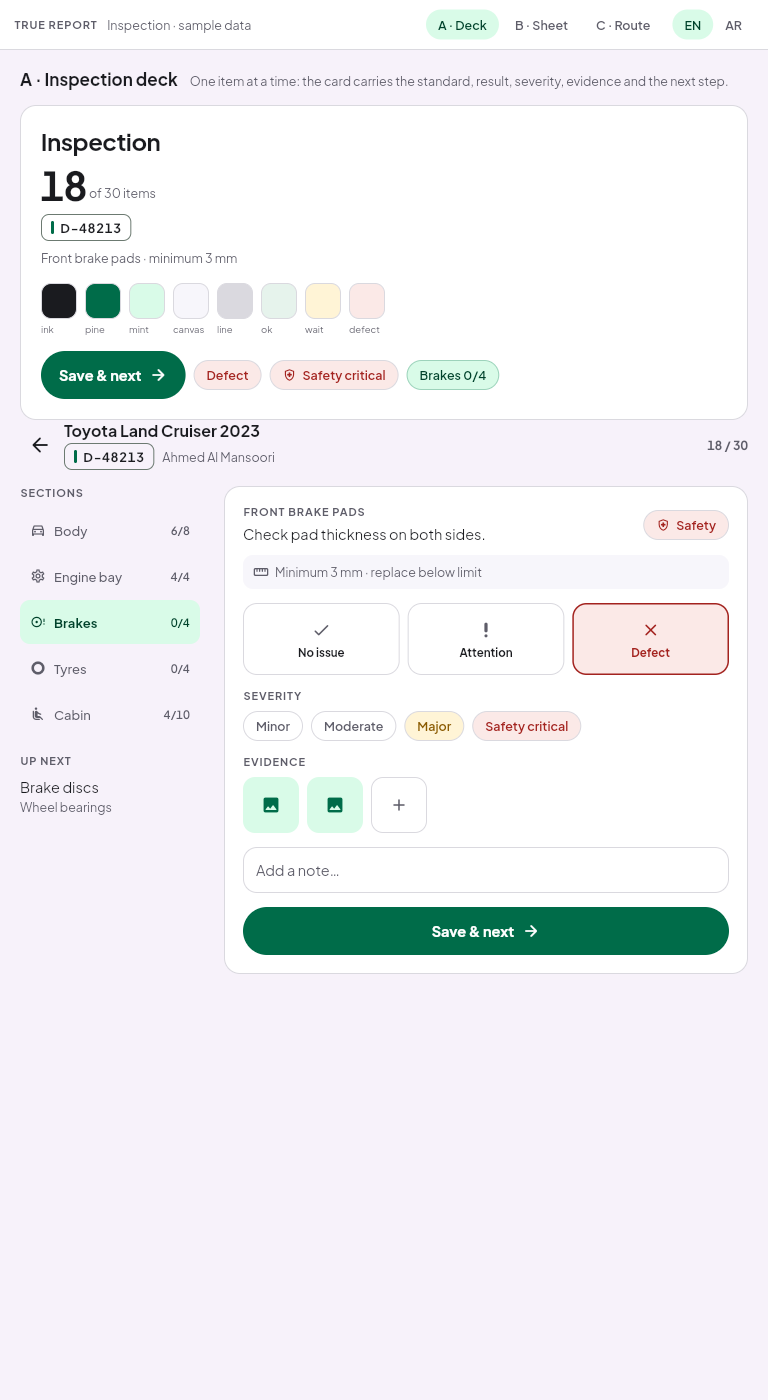 TRUE REPORT Inspection · sample data A · Deck B · Sheet C · Route EN AR
A · Inspection deck One item at a time: the card carries the standard, result, severity, evidence and the next step.
Inspection
18 of 30 items
D-48213
Front brake pads · minimum 3 mm
ink pine mint canvas line ok wait defect
Save & next Defect Safety critical Brakes 0/4
Toyota Land Cruiser 2023
D-48213 Ahmed Al Mansoori
18 / 30
SECTIONS
Body 6/8
Engine bay 4/4
Brakes 0/4
Tyres 0/4
Cabin 4/10
UP NEXT
Brake discs
Wheel bearings
FRONT BRAKE PADS
Check pad thickness on both sides.
Safety
Minimum 3 mm · replace below limit
No issue Attention Defect
SEVERITY
Minor Moderate Major Safety critical
EVIDENCE
Add a note...
Save & next